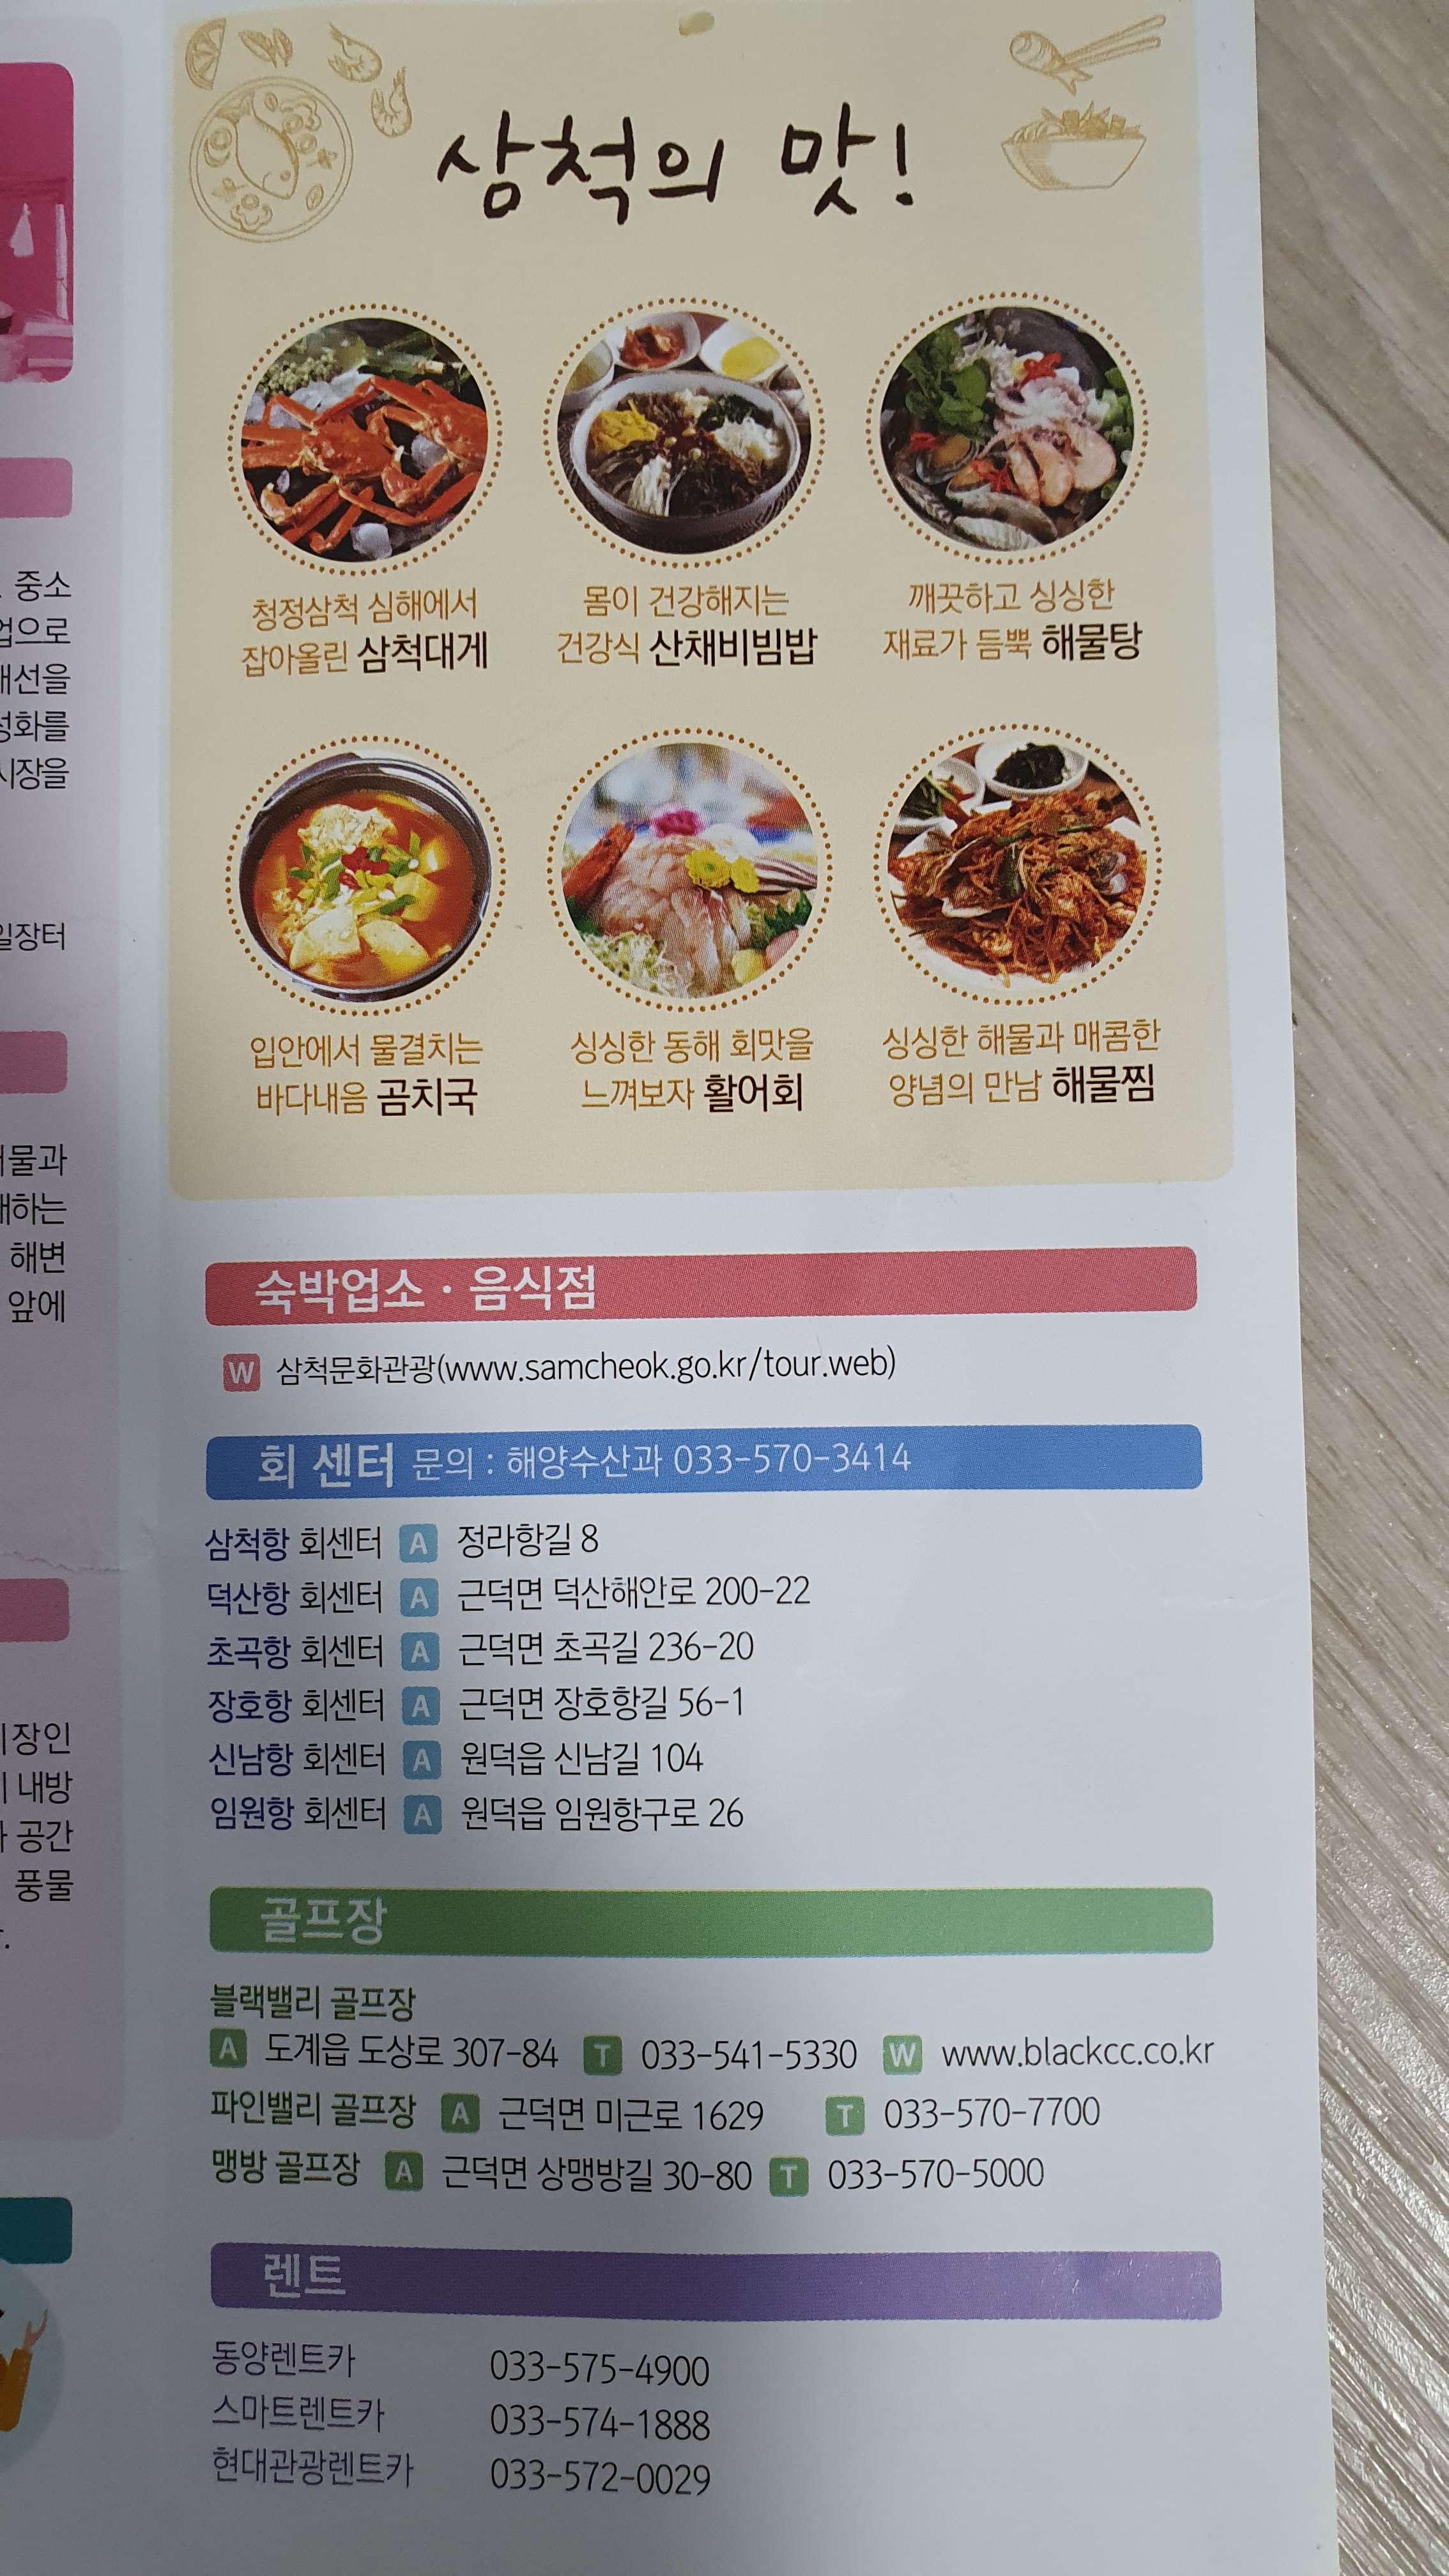 중소
업으로
선을
화를
시장을
일장터
물과
하는
해변
앞에
장인
내방
공간
풍물
삼척의 맛!
청정삼척 심해에서
잡아올린 삼척대게
몸이 건강해지는
건강식 산채비빔밥
깨끗하고 싱싱한
재료가 듬뿍 해물탕
입안에서 물결치는
바다내음 곰치국
싱싱한 동해 회맛을
느껴보자 활어회
싱싱한 해물과 매콤한
양념의 만남 해물찜
숙박업소 · 음식점
W 삼척문화관광(www.samcheok.go.kr/tour.web)
회 센터 문의 : 해양수산과 033-570-3414
삼척항 회센터 A 정라항길 8
덕산항 회센터 A 근덕면 덕산해안로 200-22
초곡항 회센터 A 근덕면 초곡길 236-20
장호항 회센터 A 근덕면 장호항길 56-1
신남항 회센터 A 원덕읍 신남길 104
임원항 회센터 A 원덕읍 임원항구로 26
골프장
블랙밸리 골프장
A 도계읍 도상로 307-84 T 033-541-5330 W www.blackcc.co.kr
파인밸리 골프장 A 근덕면 미근로 1629 T 033-570-7700
맹방 골프장 A 근덕면 상맹방길 30-80 T 033-570-5000
렌트
동양렌트카 033-575-4900
스마트렌트카 033-574-1888
현대관광렌트카 033-572-0029